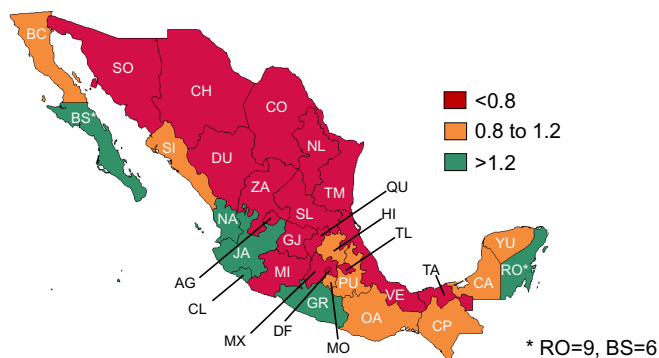 BC
SO
CH
CO
BS*
<0.8
0.8 to 1.2
>1.2
SI
DU
NL
ZA
TM
QU
SL
HI
NA
TL
JA
GJ
YU
AG
MI
PU
TA
CA
RO*
CL
VE
GR
MX
DF
MO
OA
CP
* RO=9, BS=6